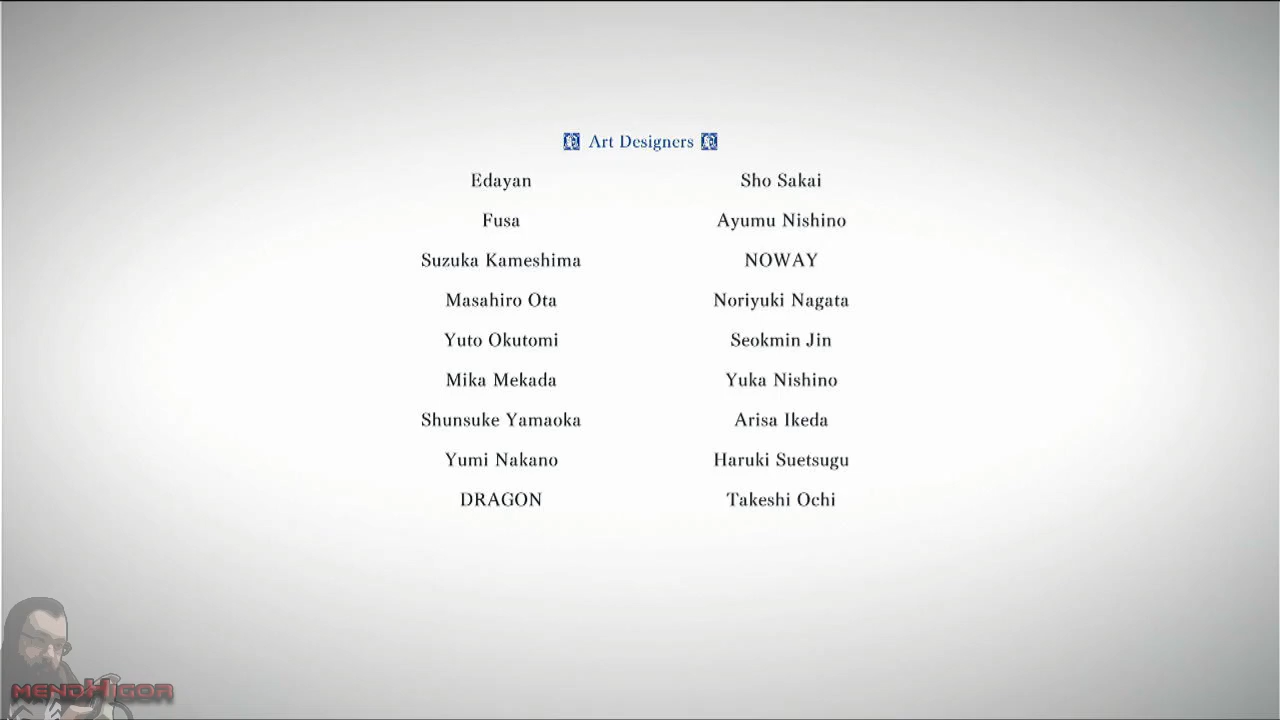 Art Designers
Edayan Sho Sakai
Fusa Ayumu Nishino
Suzuka Kameshima NOWAY
Masahiro Ota Noriyuki Nagata
Yuto Okutomi Seokmin Jin
Mika Mekada Yuka Nishino
Shunsuke Yamaoka Arisa Ikeda
Yumi Nakano Haruki Suetsugu
DRAGON Takeshi Ochi
MENDHIGOR